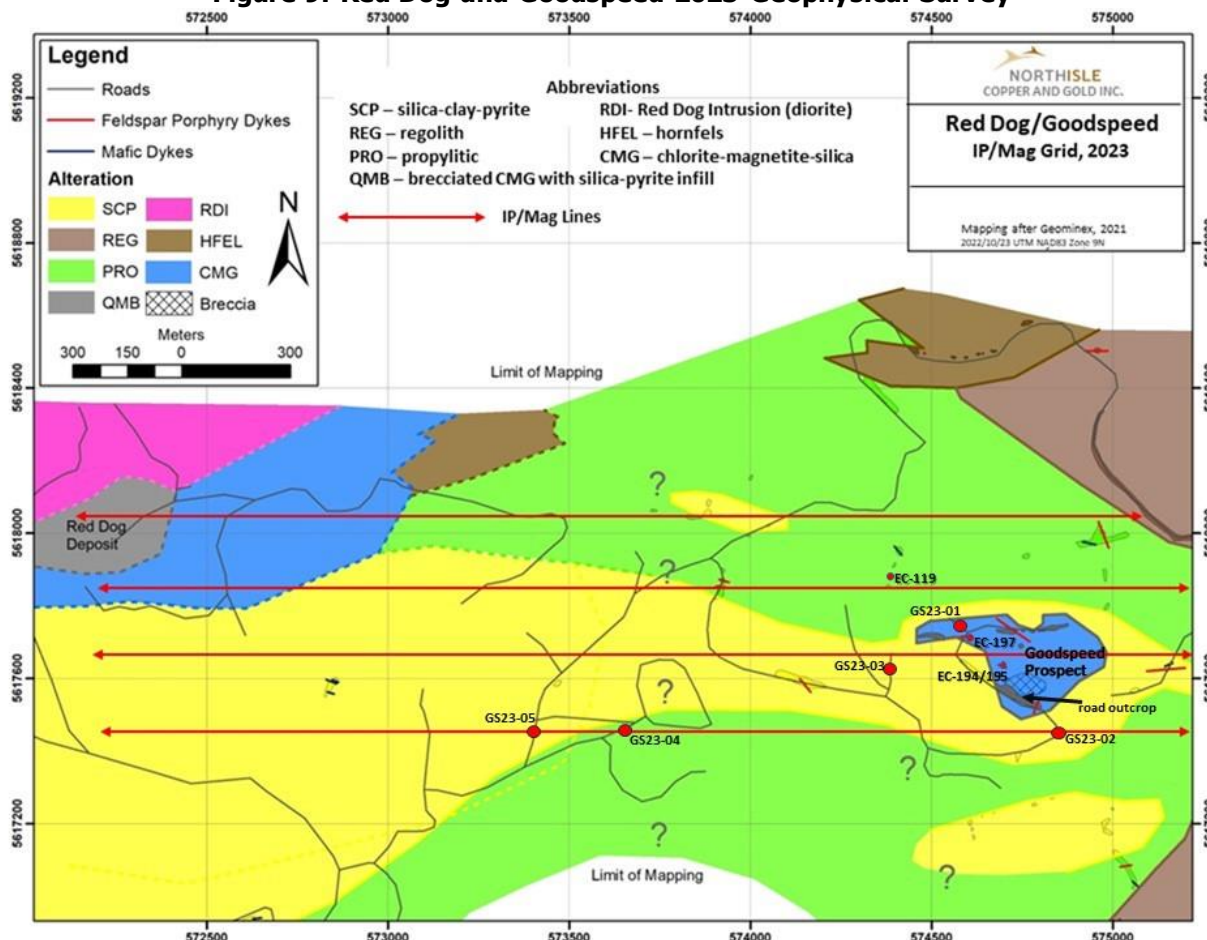 Figure 9: Red Dog and Goodspeed 2023 Geophysical Survey
572500 573000 573500 574000 574500 575000
Legend
Roads
Feldspar Porphyry Dykes
Mafic Dykes
Alteration
SCP RDI
REG HFEL
PRO CMG
QMB Breccia
N
Meters
300 150 0 300
Abbreviations
SCP – silica-clay-pyrite RDI- Red Dog Intrusion (diorite)
REG – regolith HFEL – hornfels
PRO – propylitic CMG – chlorite-magnetite-silica
QMB – brecciated CMG with silica-pyrite infill
IP/Mag Lines
NORTHISLE
COPPER AND GOLD INC.
Red Dog/Goodspeed
IP/Mag Grid, 2023
Mapping after Geominex, 2021
2022/10/23 UTM NAD83 Zone 9N
5619200
5618800
5618400
5618000
5617600
5617200
Limit of Mapping
?
Red Dog
Deposit
?
EC-119
GS23-01
EC-197
Goodspeed
Prospect
GS23-03
EC-194/195
?
road outcrop
GS23-05
GS23-04
GS23-02
?
?
Limit of Mapping
?
572500 573000 573500 574000 574500 575000